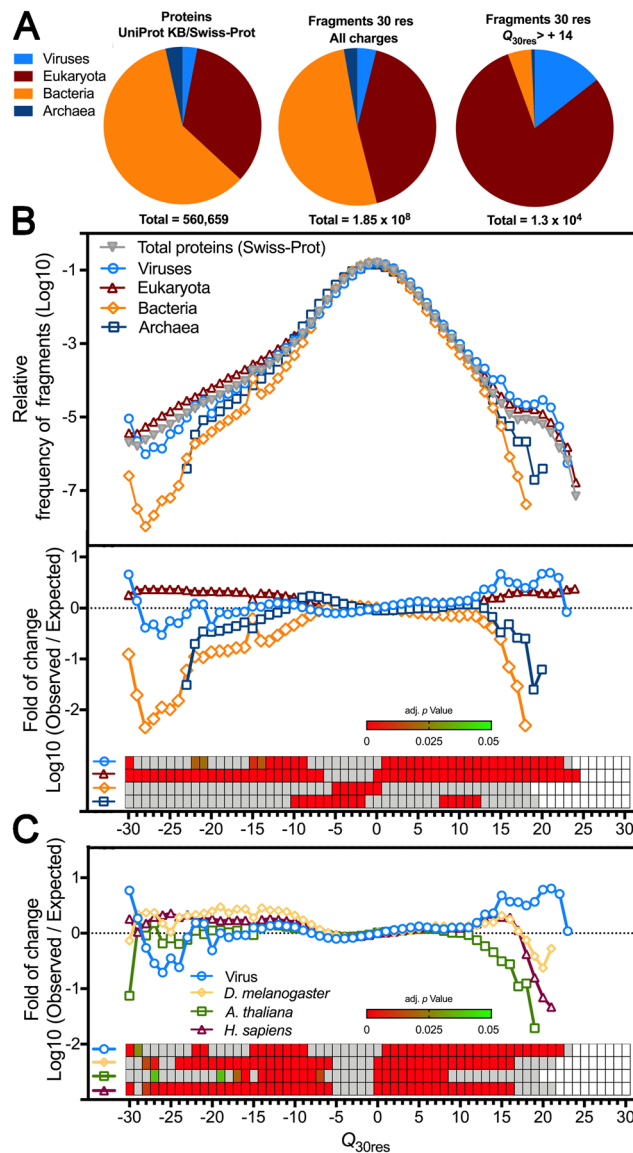 A
Proteins
UniProt KB/Swiss-Prot
Fragments 30 res
All charges
Fragments 30 res
Q30res > + 14
Viruses
Eukaryota
Bacteria
Archaea
Total = 560,659
Total = 1.85 x 10^8
Total = 1.3 x 10^4
B
Relative
frequency of fragments (Log10)
-1
-3
-5
-7
Total proteins (Swiss-Prot)
Viruses
Eukaryota
Bacteria
Archaea
Fold of change
Log10 (Observed / Expected)
1
0
-1
-2
adj. p Value
0
0.025
0.05
-30 -25 -20 -15 -10 -5 0 5 10 15 20 25 30
C
Fold of change
Log10 (Observed / Expected)
1
0
-1
-2
Virus
D. melanogaster
A. thaliana
H. sapiens
adj. p Value
0
0.025
0.05
-30 -25 -20 -15 -10 -5 0 5 10 15 20 25 30
Q30res